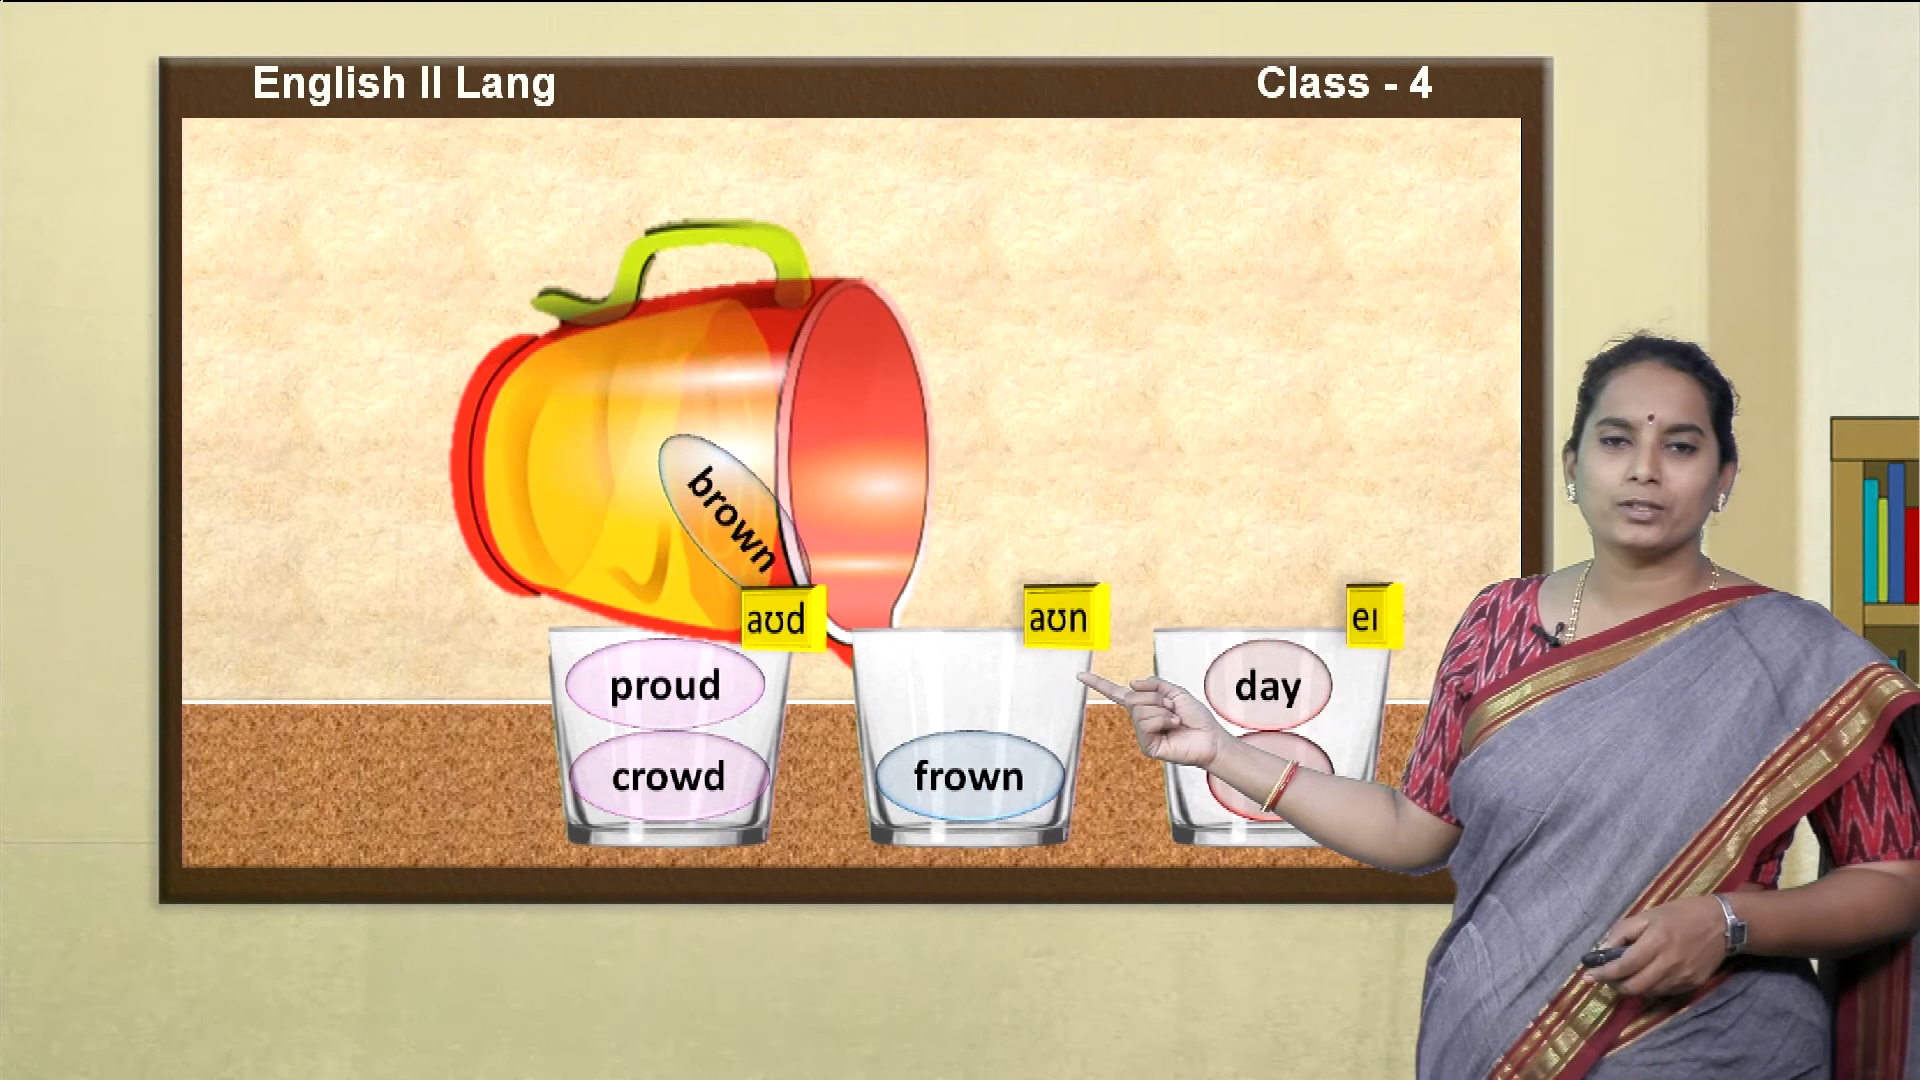 English II Lang
Class - 4
brown
aʊd
aʊn
eɪ
proud
day
crowd
frown